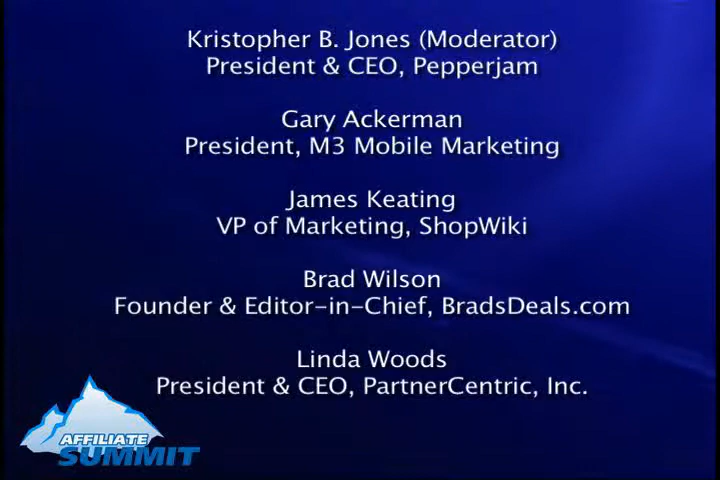 Kristopher B. Jones (Moderator)
President & CEO, Pepperjam
Gary Ackerman
President, M3 Mobile Marketing
James Keating
VP of Marketing, ShopWiki
Brad Wilson
Founder & Editor-in-Chief, BradsDeals.com
Linda Woods
President & CEO, PartnerCentric, Inc.
AFFILIATE
SUMMIT